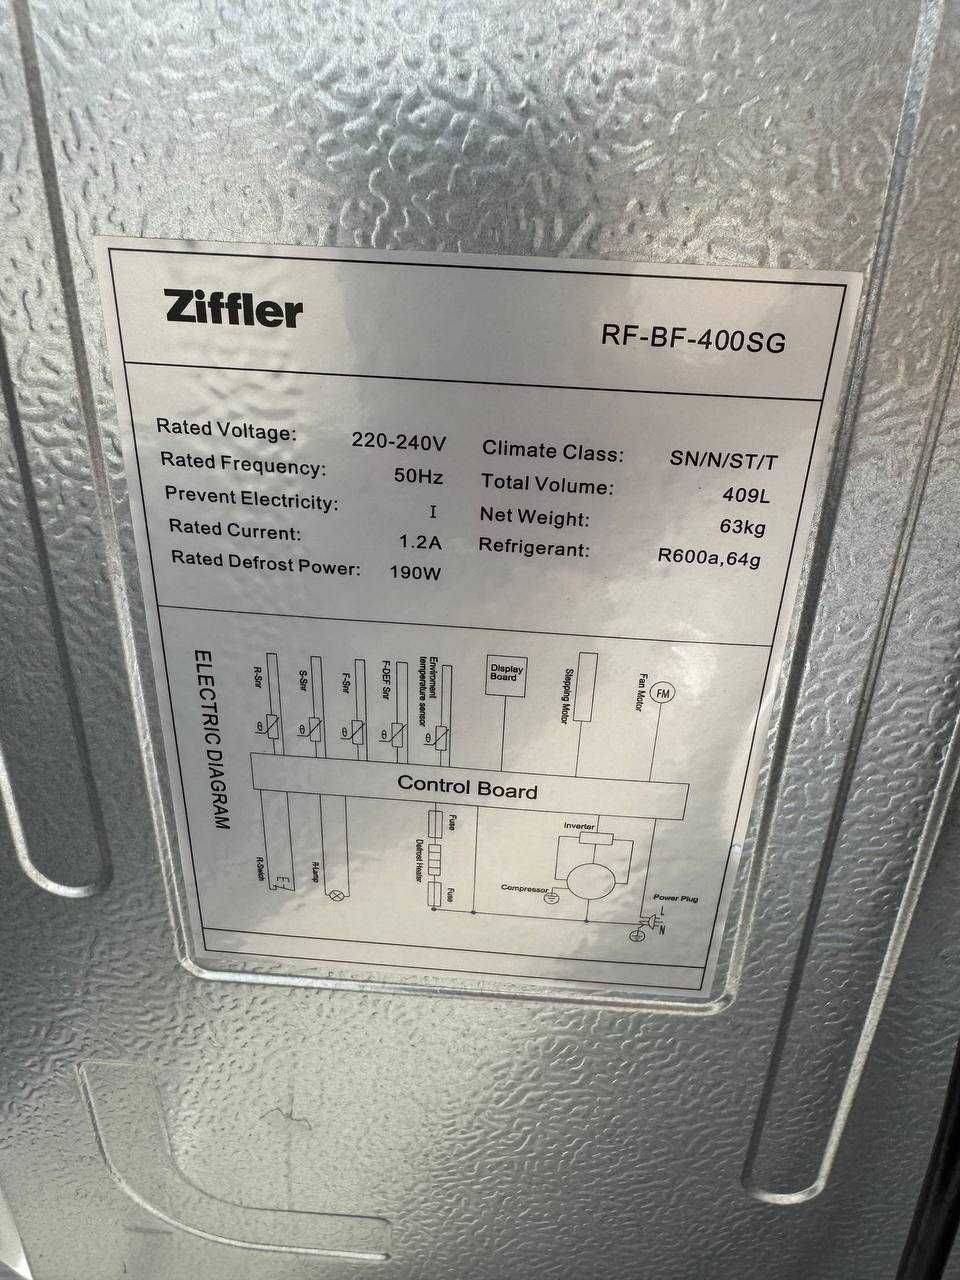 Ziffler
RF-BF-400SG
Rated Voltage: 220-240V
Rated Frequency: 50Hz
Prevent Electricity: I
Rated Current: 1.2A
Rated Defrost Power: 190W
Climate Class: SN/N/ST/T
Total Volume: 409L
Net Weight: 63kg
Refrigerant: R600a,64g
ELECTRIC DIAGRAM
R-Snr
S-Snr
F-Snr
F-DEF Snr
Enviroment
temperature sensor
Display
Board
Stepping Motor
Fan Motor
FM
θ
θ
θ
θ
θ
Control Board
R-Lamp
Fuse
Defrost Heater
Fuse
Inverter
Compressor
Power Plug
L
N